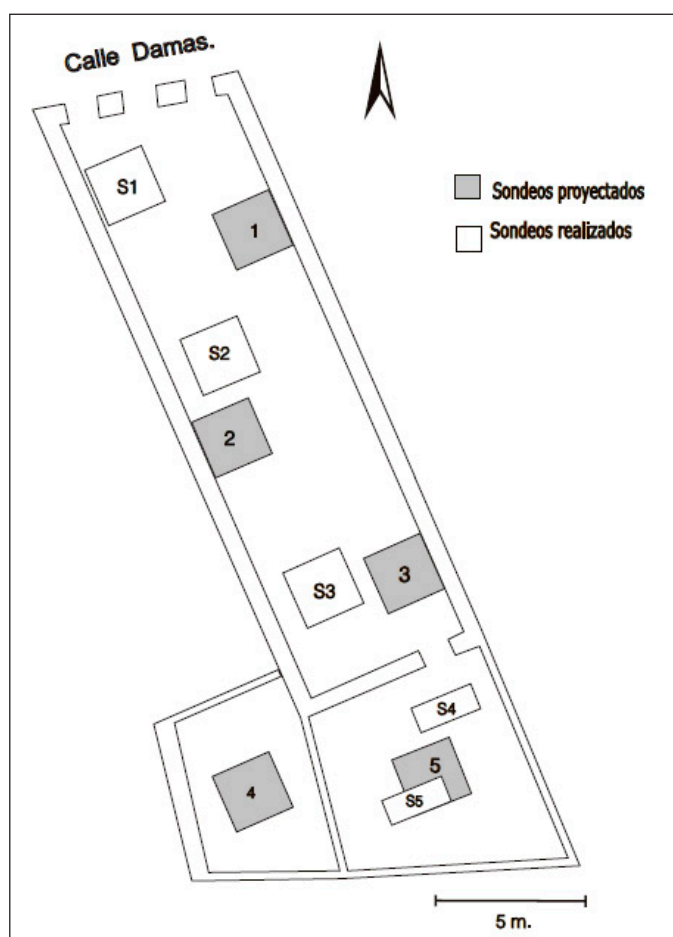 Calle Damas.
S1
1
Sondeos proyectados
Sondeos realizados
S2
2
S3
3
S4
5
S5
4
5 m.